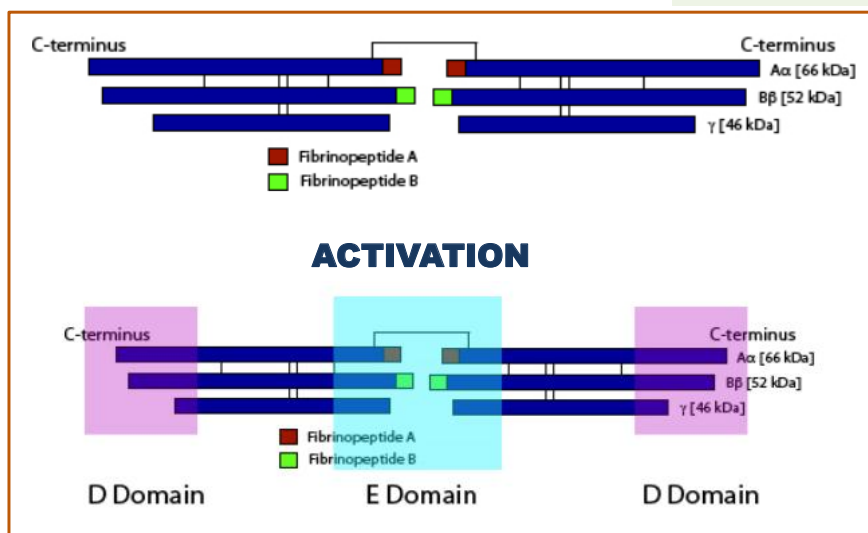 C-terminus C-terminus
Aα [66 kDa]
Bβ [52 kDa]
γ [46 kDa]
Fibrinopeptide A
Fibrinopeptide B
ACTIVATION
C-terminus C-terminus
Aα [66 kDa]
Bβ [52 kDa]
γ [46 kDa]
Fibrinopeptide A
Fibrinopeptide B
D Domain E Domain D Domain